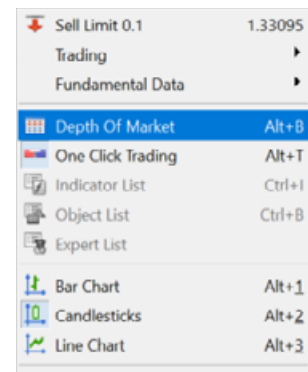 Sell Limit 0.1 1.33095
Trading
Fundamental Data
Depth Of Market Alt+B
One Click Trading Alt+T
Indicator List Ctrl+I
Object List Ctrl+B
Expert List
Bar Chart Alt+1
Candlesticks Alt+2
Line Chart Alt+3